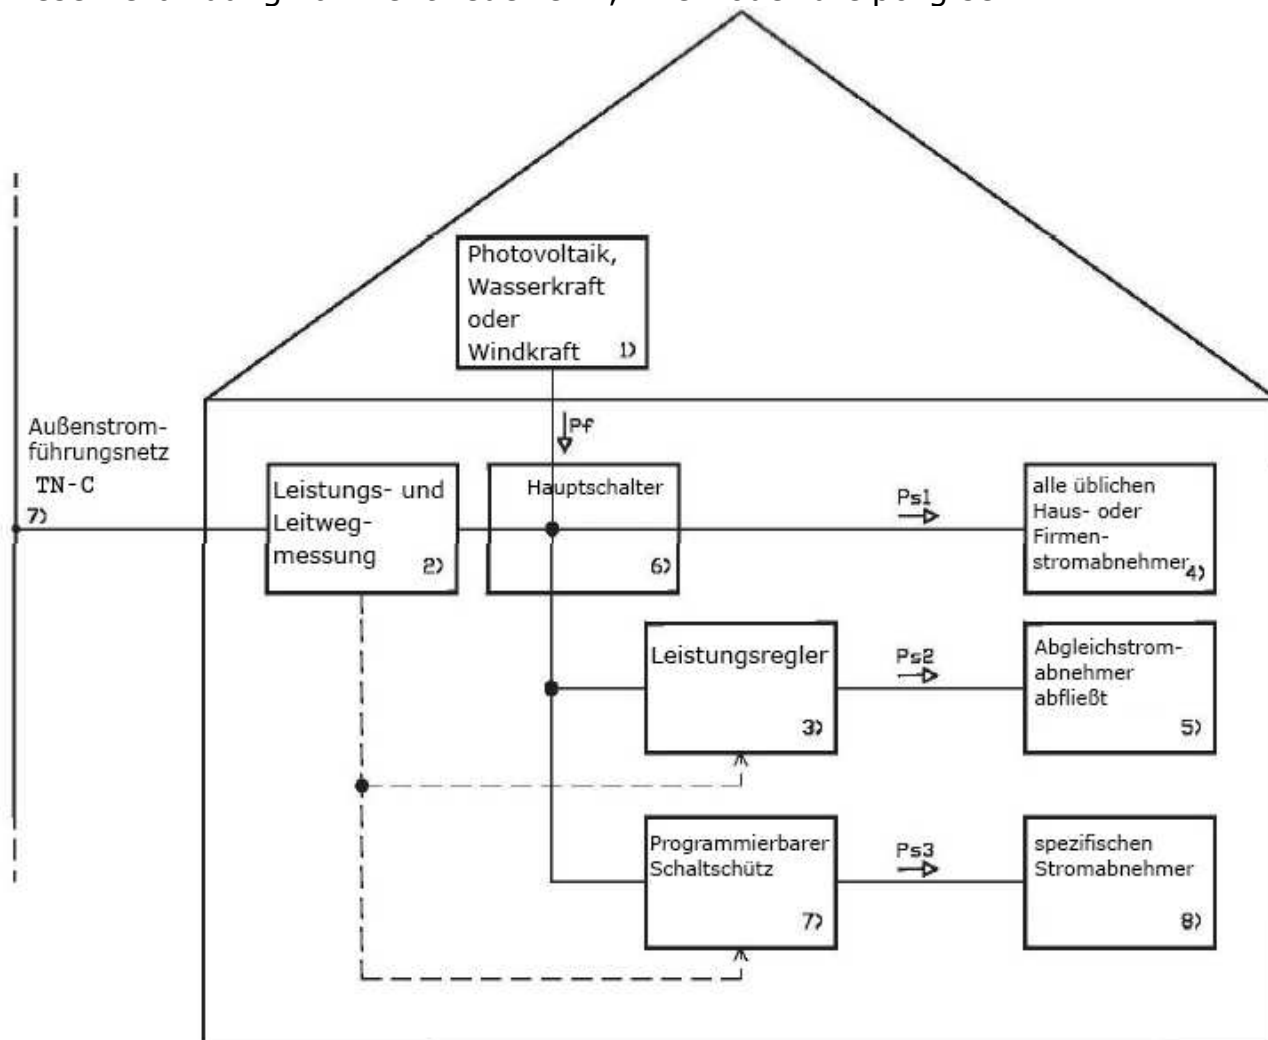 Photovoltaik,
Wasserkraft
oder
Windkraft 1)
Pf
Außenstrom-
führungsnetz
TN-C
7)
Leistungs- und
Leitweg-
messung 2)
Hauptschalter
6)
Ps1
alle üblichen
Haus- oder
Firmen-
stromabnehmer 4)
Leistungsregler
3)
Ps2
Abgleichstrom-
abnehmer
abfließt
5)
Programmierbarer
Schaltschütz
7)
Ps3
spezifischen
Stromabnehmer
8)